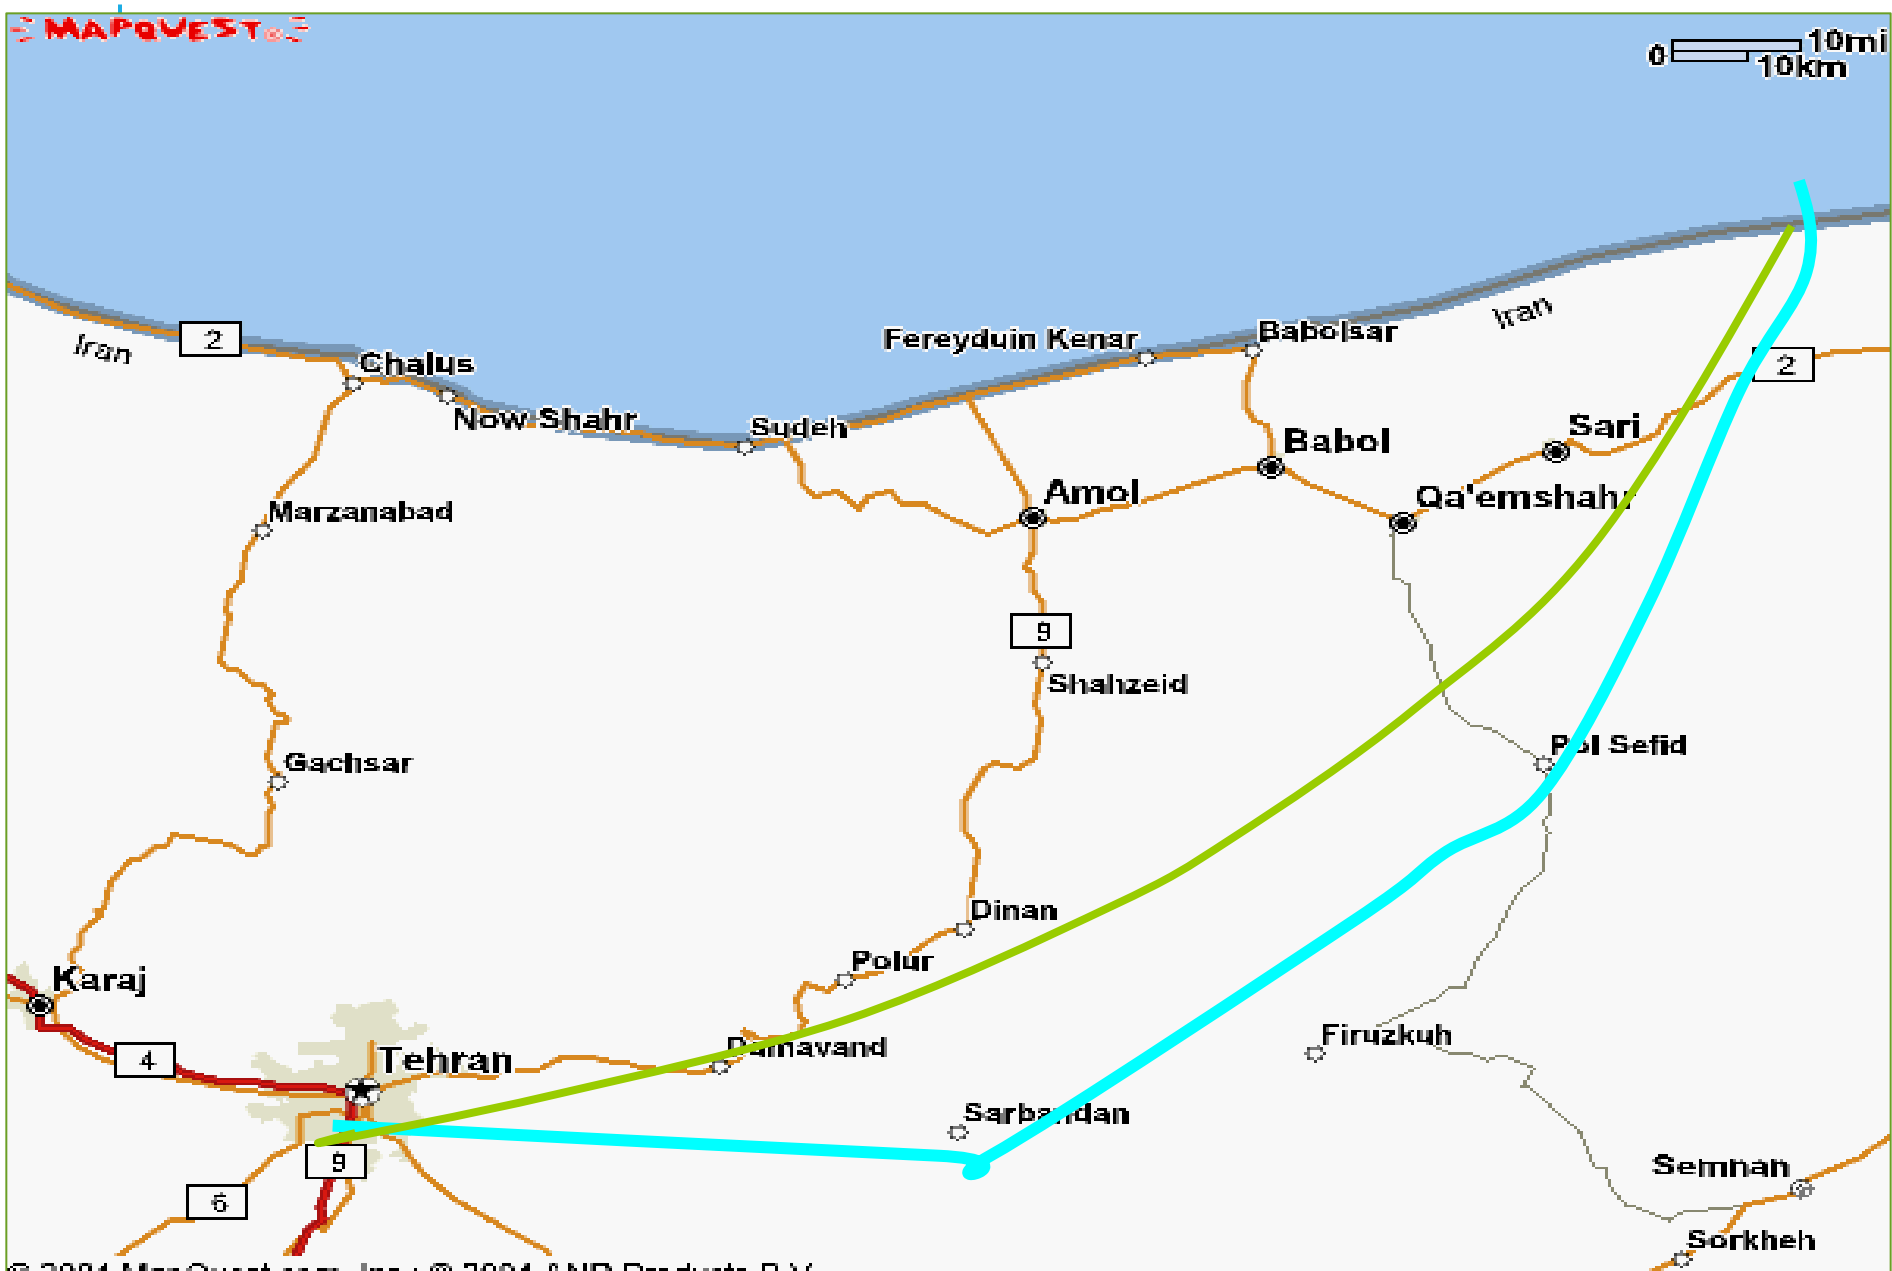 MAPQUEST®
10mi
0
10km
Iran
2
Chalus
Now Shahr
Sudeh
Fereyduin Kenar
Babolsar
Iran
2
Marzanabad
Amol
Babol
Sari
Qa'emshahr
9
Shahzeid
Gachsar
Pol Sefid
Dinan
Polur
Karaj
4
Tehran
Damavand
Firuzkuh
Sarbandan
9
6
Semnan
Sorkheh